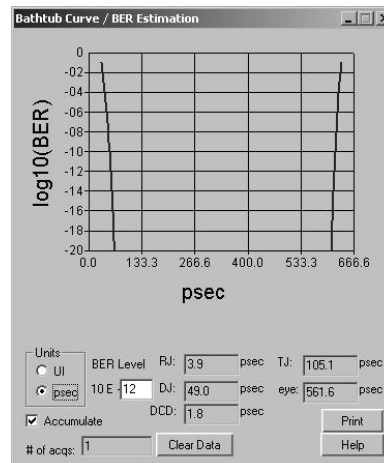 Bathtub Curve / BER Estimation
log10(BER)
0
-02
-04
-06
-08
-10
-12
-14
-16
-18
-20
0.0 133.3 266.6 400.0 533.3 666.6
psec
Units
UI
psec
BER Level
10 E - 12
RJ: 3.9 psec
TJ: 105.1 psec
DJ: 49.0 psec
eye: 561.6 psec
DCD: 1.8 psec
Accumulate
Print
# of acqs: 1
Clear Data
Help